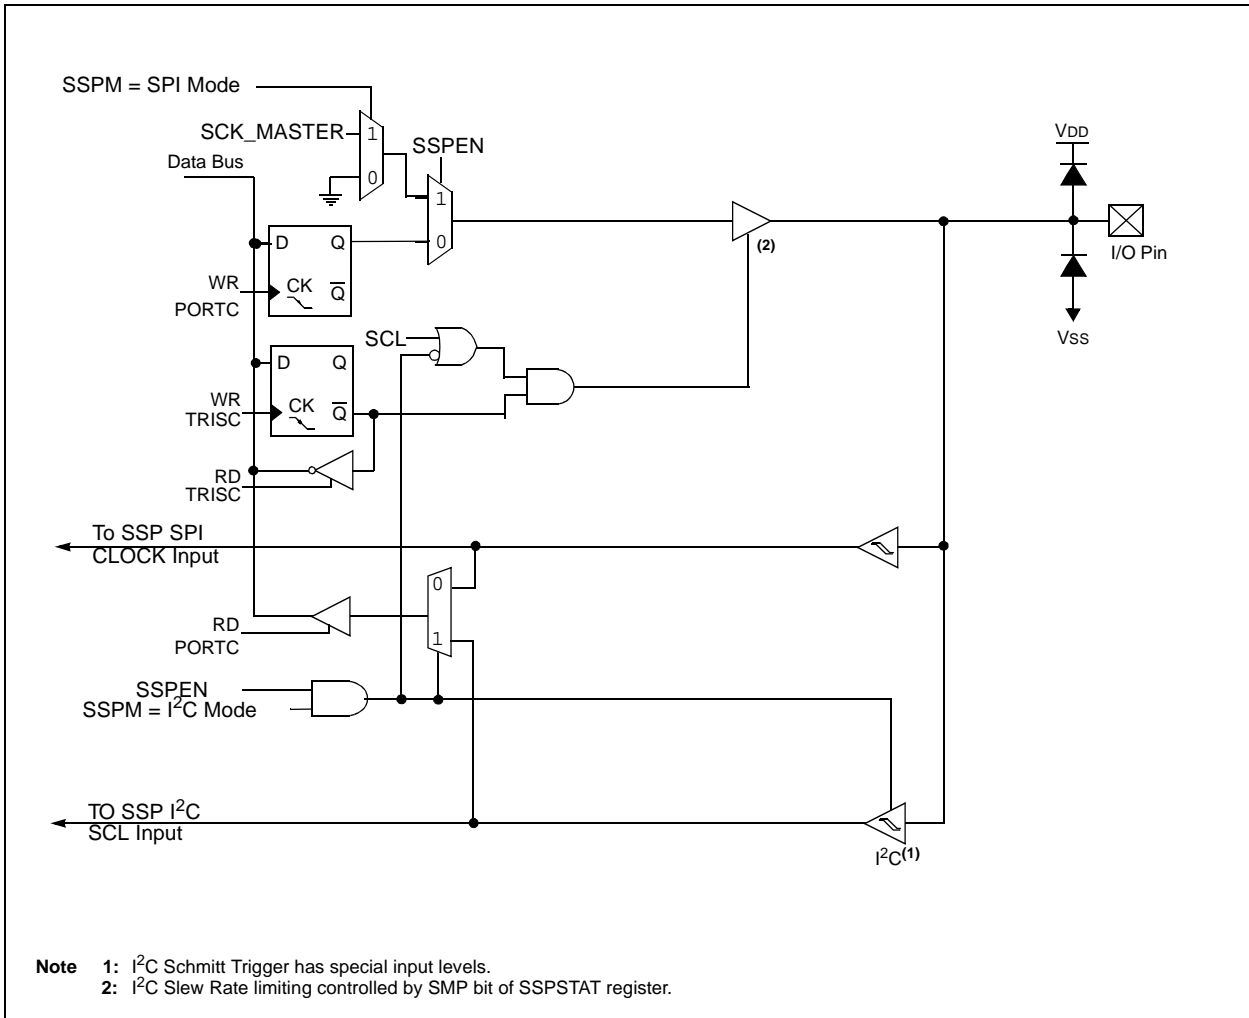 SSPM = SPI Mode
SCK_MASTER
1
0
SSPEN
Data Bus
1
0
VDD
(2)
I/O Pin
VSS
D Q
CK Q̅
WR
PORTC
SCL
D Q
CK Q̅
WR
TRISC
RD
TRISC
To SSP SPI
CLOCK Input
0
1
RD
PORTC
SSPEN
SSPM = I²C Mode
TO SSP I²C
SCL Input
I²C(1)
Note 1: I²C Schmitt Trigger has special input levels.
2: I²C Slew Rate limiting controlled by SMP bit of SSPSTAT register.